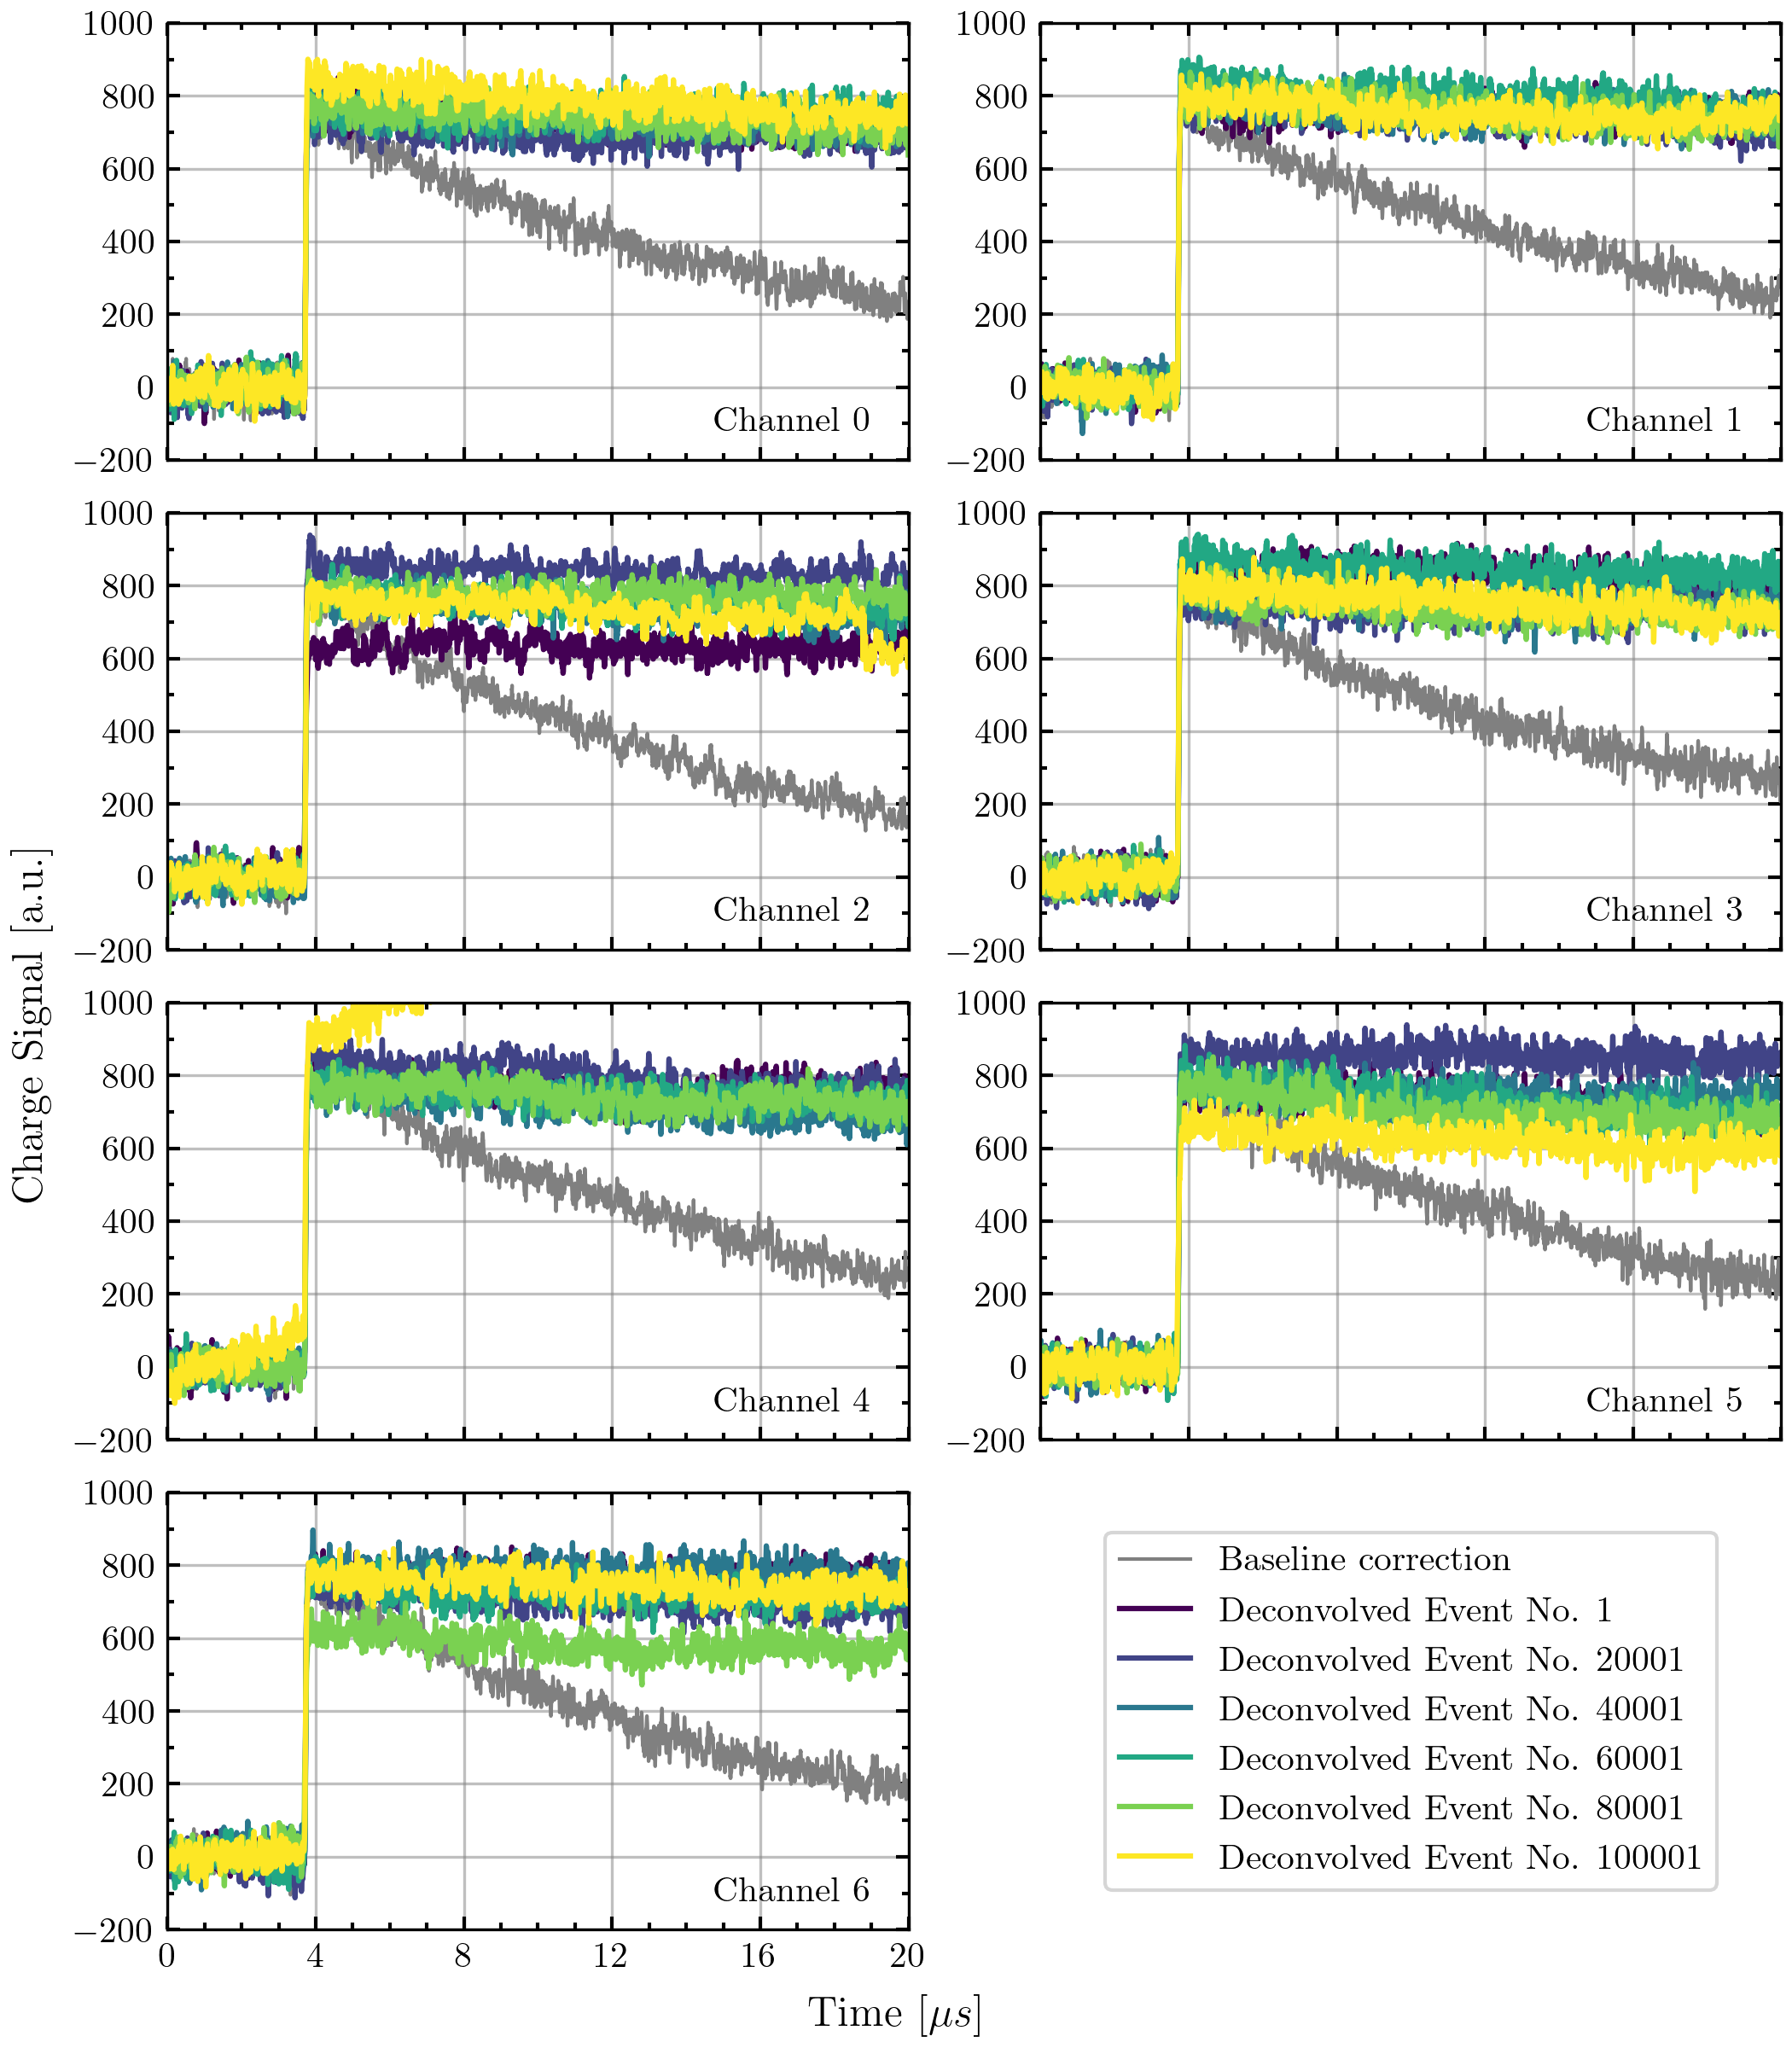 1000
800
600
400
200
0
−200
Channel 0
1000
800
600
400
200
0
−200
Channel 1
1000
800
600
400
200
0
−200
Channel 2
1000
800
600
400
200
0
−200
Channel 3
Charge Signal [a.u.]
1000
800
600
400
200
0
−200
Channel 4
1000
800
600
400
200
0
−200
Channel 5
1000
800
600
400
200
0
−200
Channel 6
0 4 8 12 16 20
Baseline correction
Deconvolved Event No. 1
Deconvolved Event No. 20001
Deconvolved Event No. 40001
Deconvolved Event No. 60001
Deconvolved Event No. 80001
Deconvolved Event No. 100001
Time [μs]